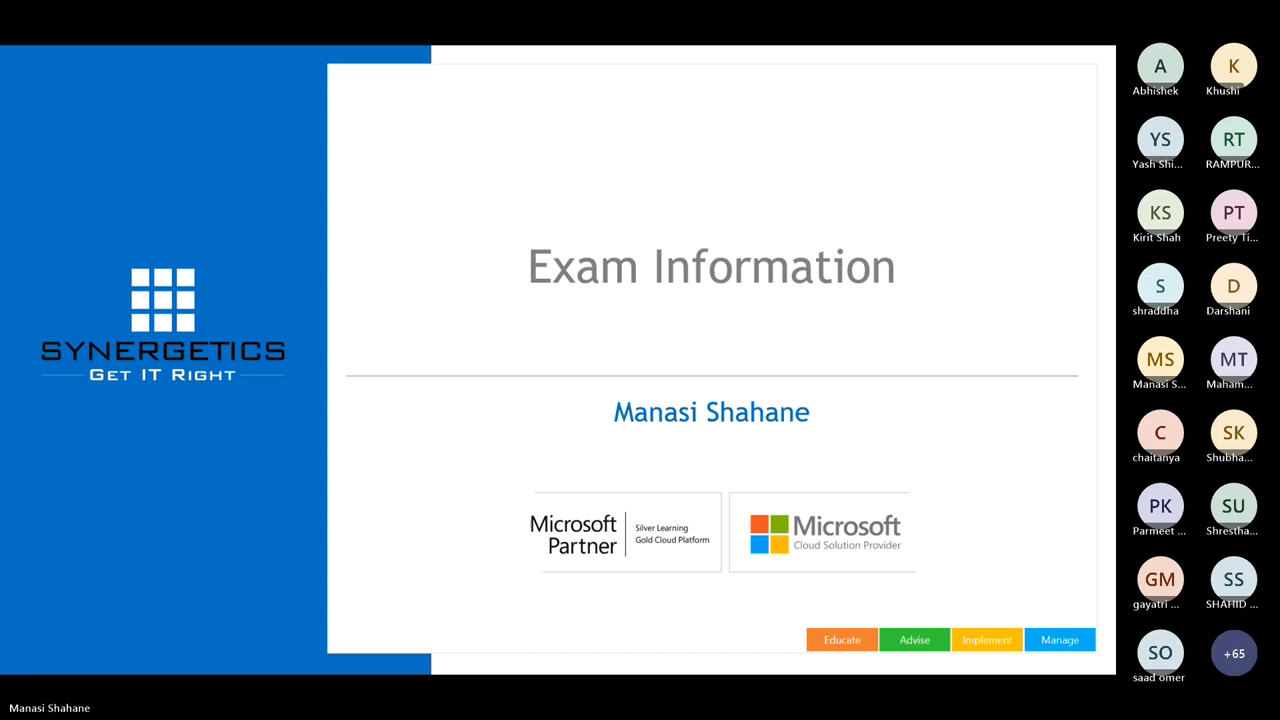 SYNERGETICS
GET IT RIGHT
Exam Information
Manasi Shahane
Microsoft
Partner
Silver Learning
Gold Cloud Platform
Microsoft
Cloud Solution Provider
Educate
Advise
Implement
Manage
A
Abhishek
K
Khushi
YS
Yash Shi...
RT
RAMPUR...
KS
Kirit Shah
PT
Preety Ti...
S
shraddha
D
Darshani
MS
Manasi S...
MT
Maham...
C
chaitanya
SK
Shubha...
PK
Parmeet ...
SU
Shrestha...
GM
gayatri ...
SS
SHAHID ...
SO
saad omer
+65
Manasi Shahane